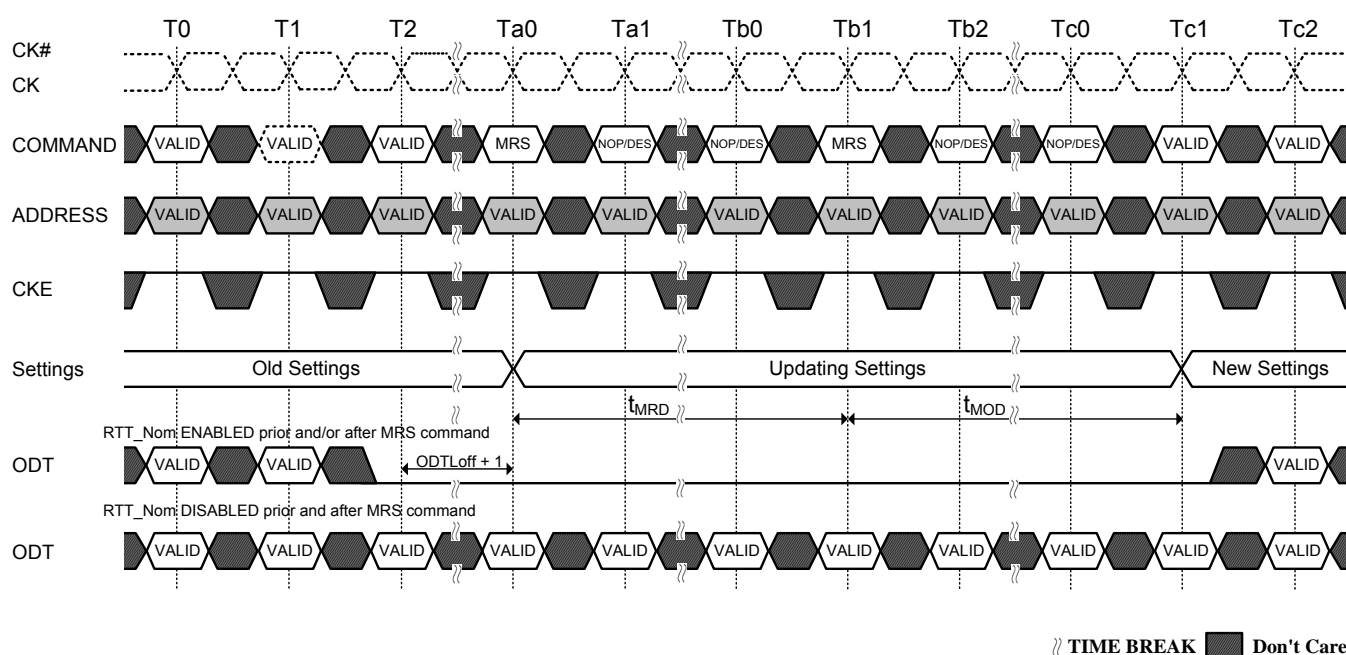 T0 T1 T2 Ta0 Ta1 Tb0 Tb1 Tb2 Tc0 Tc1 Tc2
CK#
CK
COMMAND VALID VALID VALID MRS NOP/DES NOP/DES MRS NOP/DES NOP/DES VALID VALID
ADDRESS VALID VALID VALID VALID VALID VALID VALID VALID VALID VALID VALID
CKE
Settings Old Settings Updating Settings New Settings
tMRD tMOD
RTT_Nom ENABLED prior and/or after MRS command
ODT VALID VALID ODTLoff + 1 VALID
RTT_Nom DISABLED prior and after MRS command
ODT VALID VALID VALID VALID VALID VALID VALID VALID VALID VALID VALID
TIME BREAK Don't Care